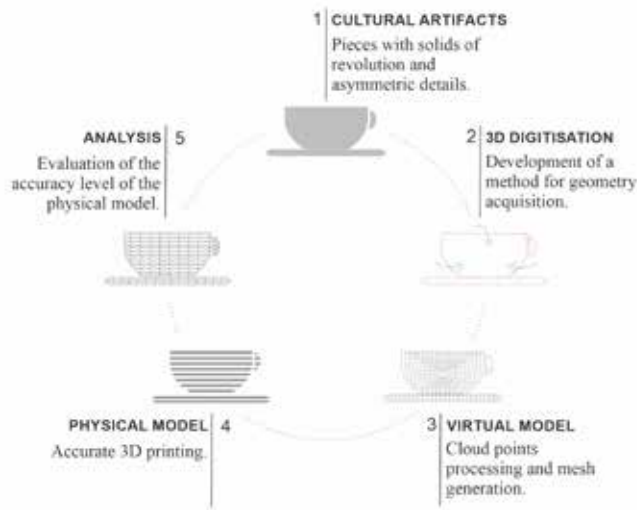 1 CULTURAL ARTIFACTS
Pieces with solids of
revolution and
asymmetric details.
2 3D DIGITISATION
Development of a
method for geometry
acquisition.
3 VIRTUAL MODEL
Cloud points
processing and mesh
generation.
PHYSICAL MODEL 4
Accurate 3D printing.
ANALYSIS 5
Evaluation of the
accuracy level of the
physical model.